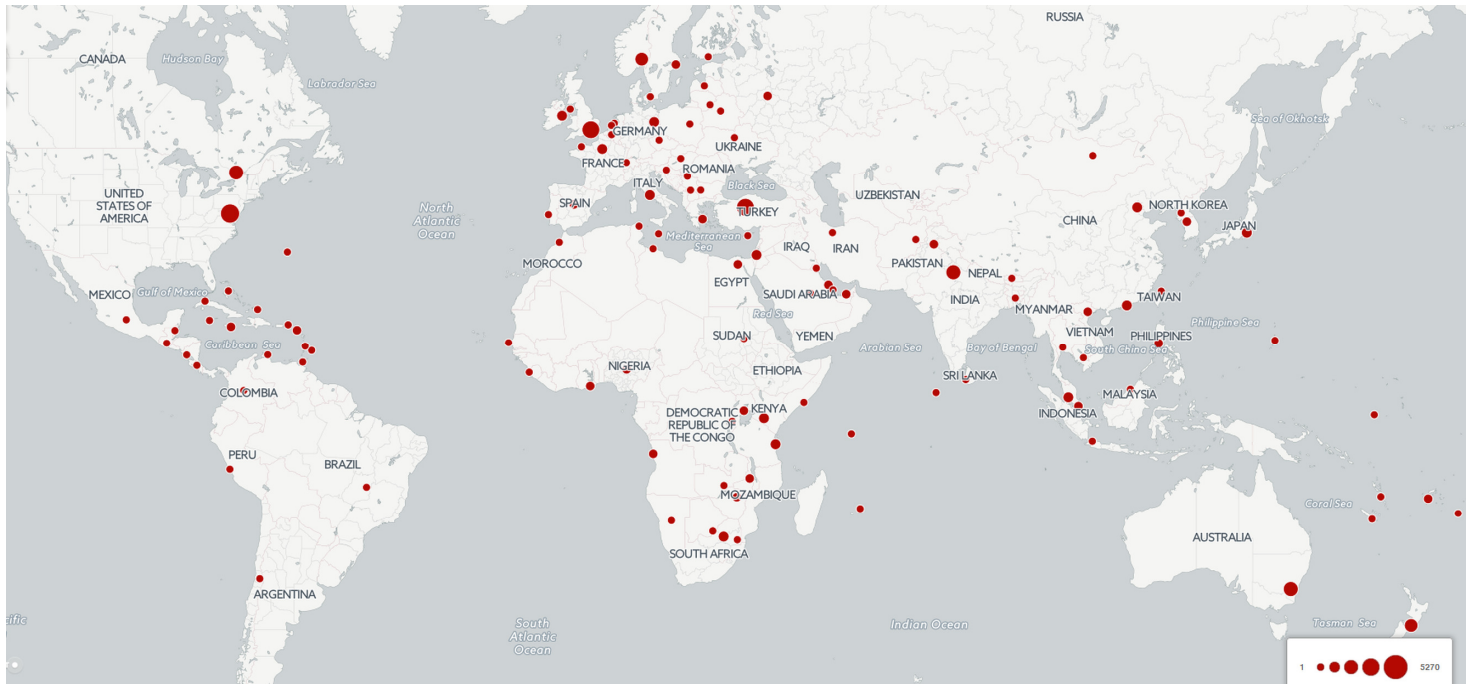 RUSSIA
CANADA
Hudson Bay
Labrador Sea
Sea of Okhotsk
GERMANY
UKRAINE
FRANCE
ROMANIA
ITALY
Black Sea
UNITED
STATES OF
AMERICA
North
Atlantic
Ocean
SPAIN
TURKEY
UZBEKISTAN
CHINA
NORTH KOREA
JAPAN
Mediterranean
Sea
IRAQ
IRAN
MOROCCO
PAKISTAN
NEPAL
EGYPT
MEXICO
Gulf of Mexico
SAUDI ARABIA
INDIA
MYANMAR
TAIWAN
Red Sea
Philippine Sea
SUDAN
YEMEN
VIETNAM
PHILIPPINES
Caribbean Sea
Arabian Sea
Bay of Bengal
South China Sea
NIGERIA
ETHIOPIA
SRI LANKA
COLOMBIA
MALAYSIA
DEMOCRATIC
REPUBLIC OF
THE CONGO
KENYA
INDONESIA
PERU
BRAZIL
MOZAMBIQUE
Coral Sea
AUSTRALIA
SOUTH AFRICA
ARGENTINA
cific
South
Atlantic
Ocean
Indian Ocean
Tasman Sea
1
5270